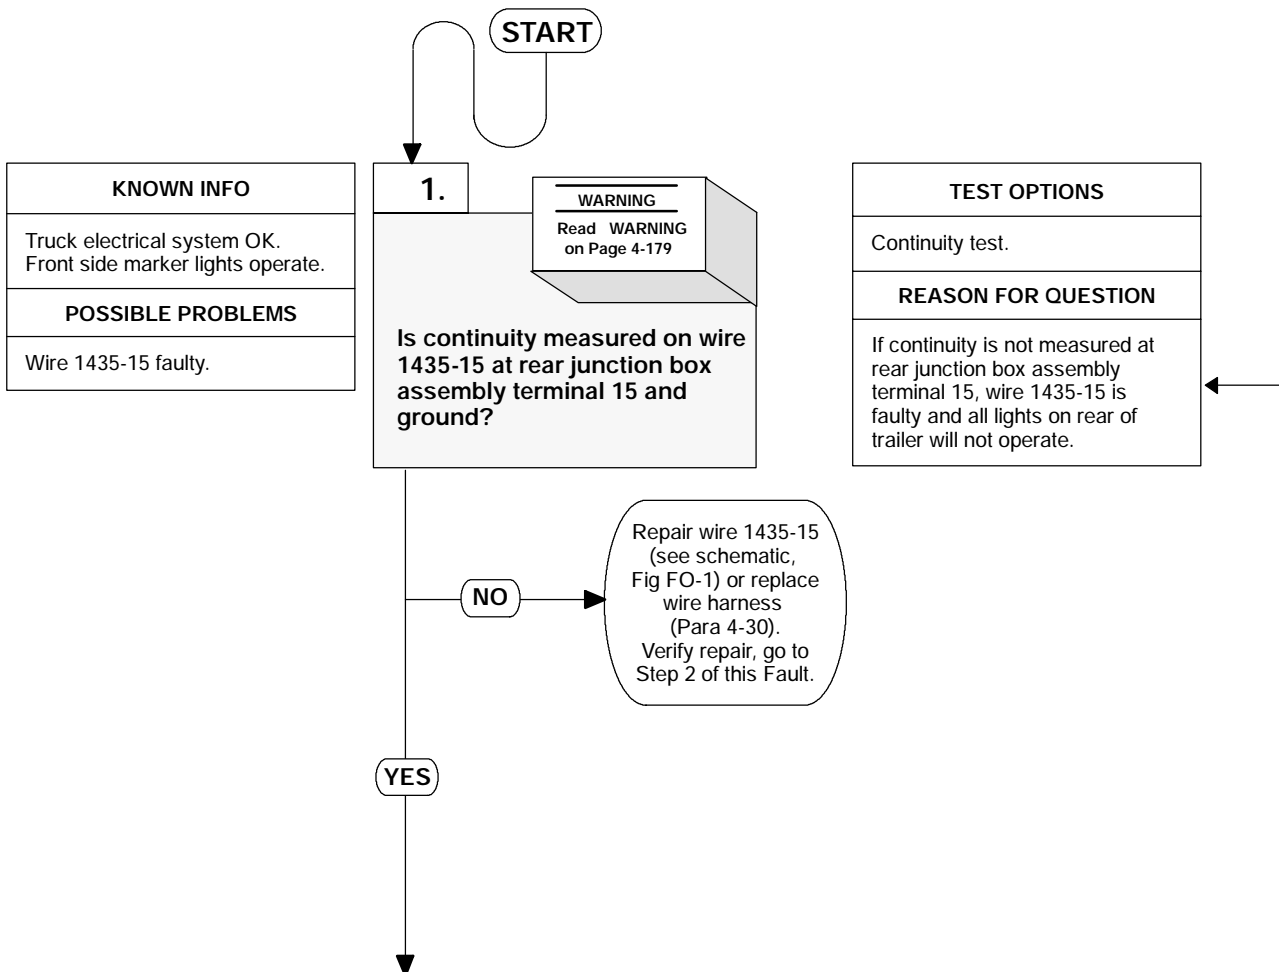 START
KNOWN INFO
Truck electrical system OK.
Front side marker lights operate.
POSSIBLE PROBLEMS
Wire 1435-15 faulty.
1.
WARNING
Read WARNING
on Page 4-179
Is continuity measured on wire
1435-15 at rear junction box
assembly terminal 15 and
ground?
TEST OPTIONS
Continuity test.
REASON FOR QUESTION
If continuity is not measured at
rear junction box assembly
terminal 15, wire 1435-15 is
faulty and all lights on rear of
trailer will not operate.
NO
Repair wire 1435-15
(see schematic,
Fig FO-1) or replace
wire harness
(Para 4-30).
Verify repair, go to
Step 2 of this Fault.
YES